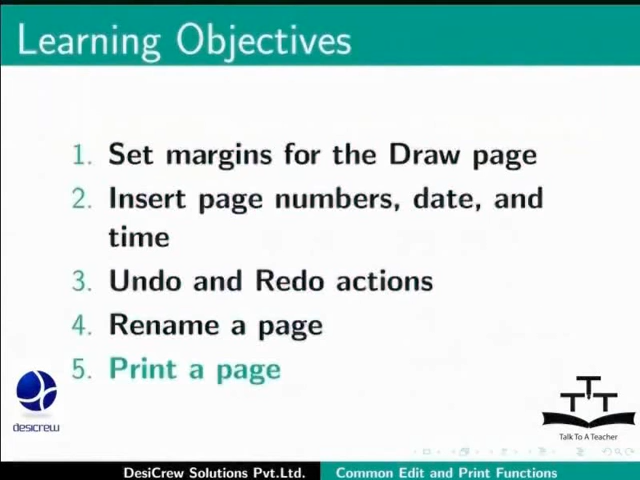 Learning Objectives
1. Set margins for the Draw page
2. Insert page numbers, date, and
time
3. Undo and Redo actions
4. Rename a page
5. Print a page
desicrew
TTT
Talk To A Teacher
DesiCrew Solutions Pvt.Ltd. Common Edit and Print Functions